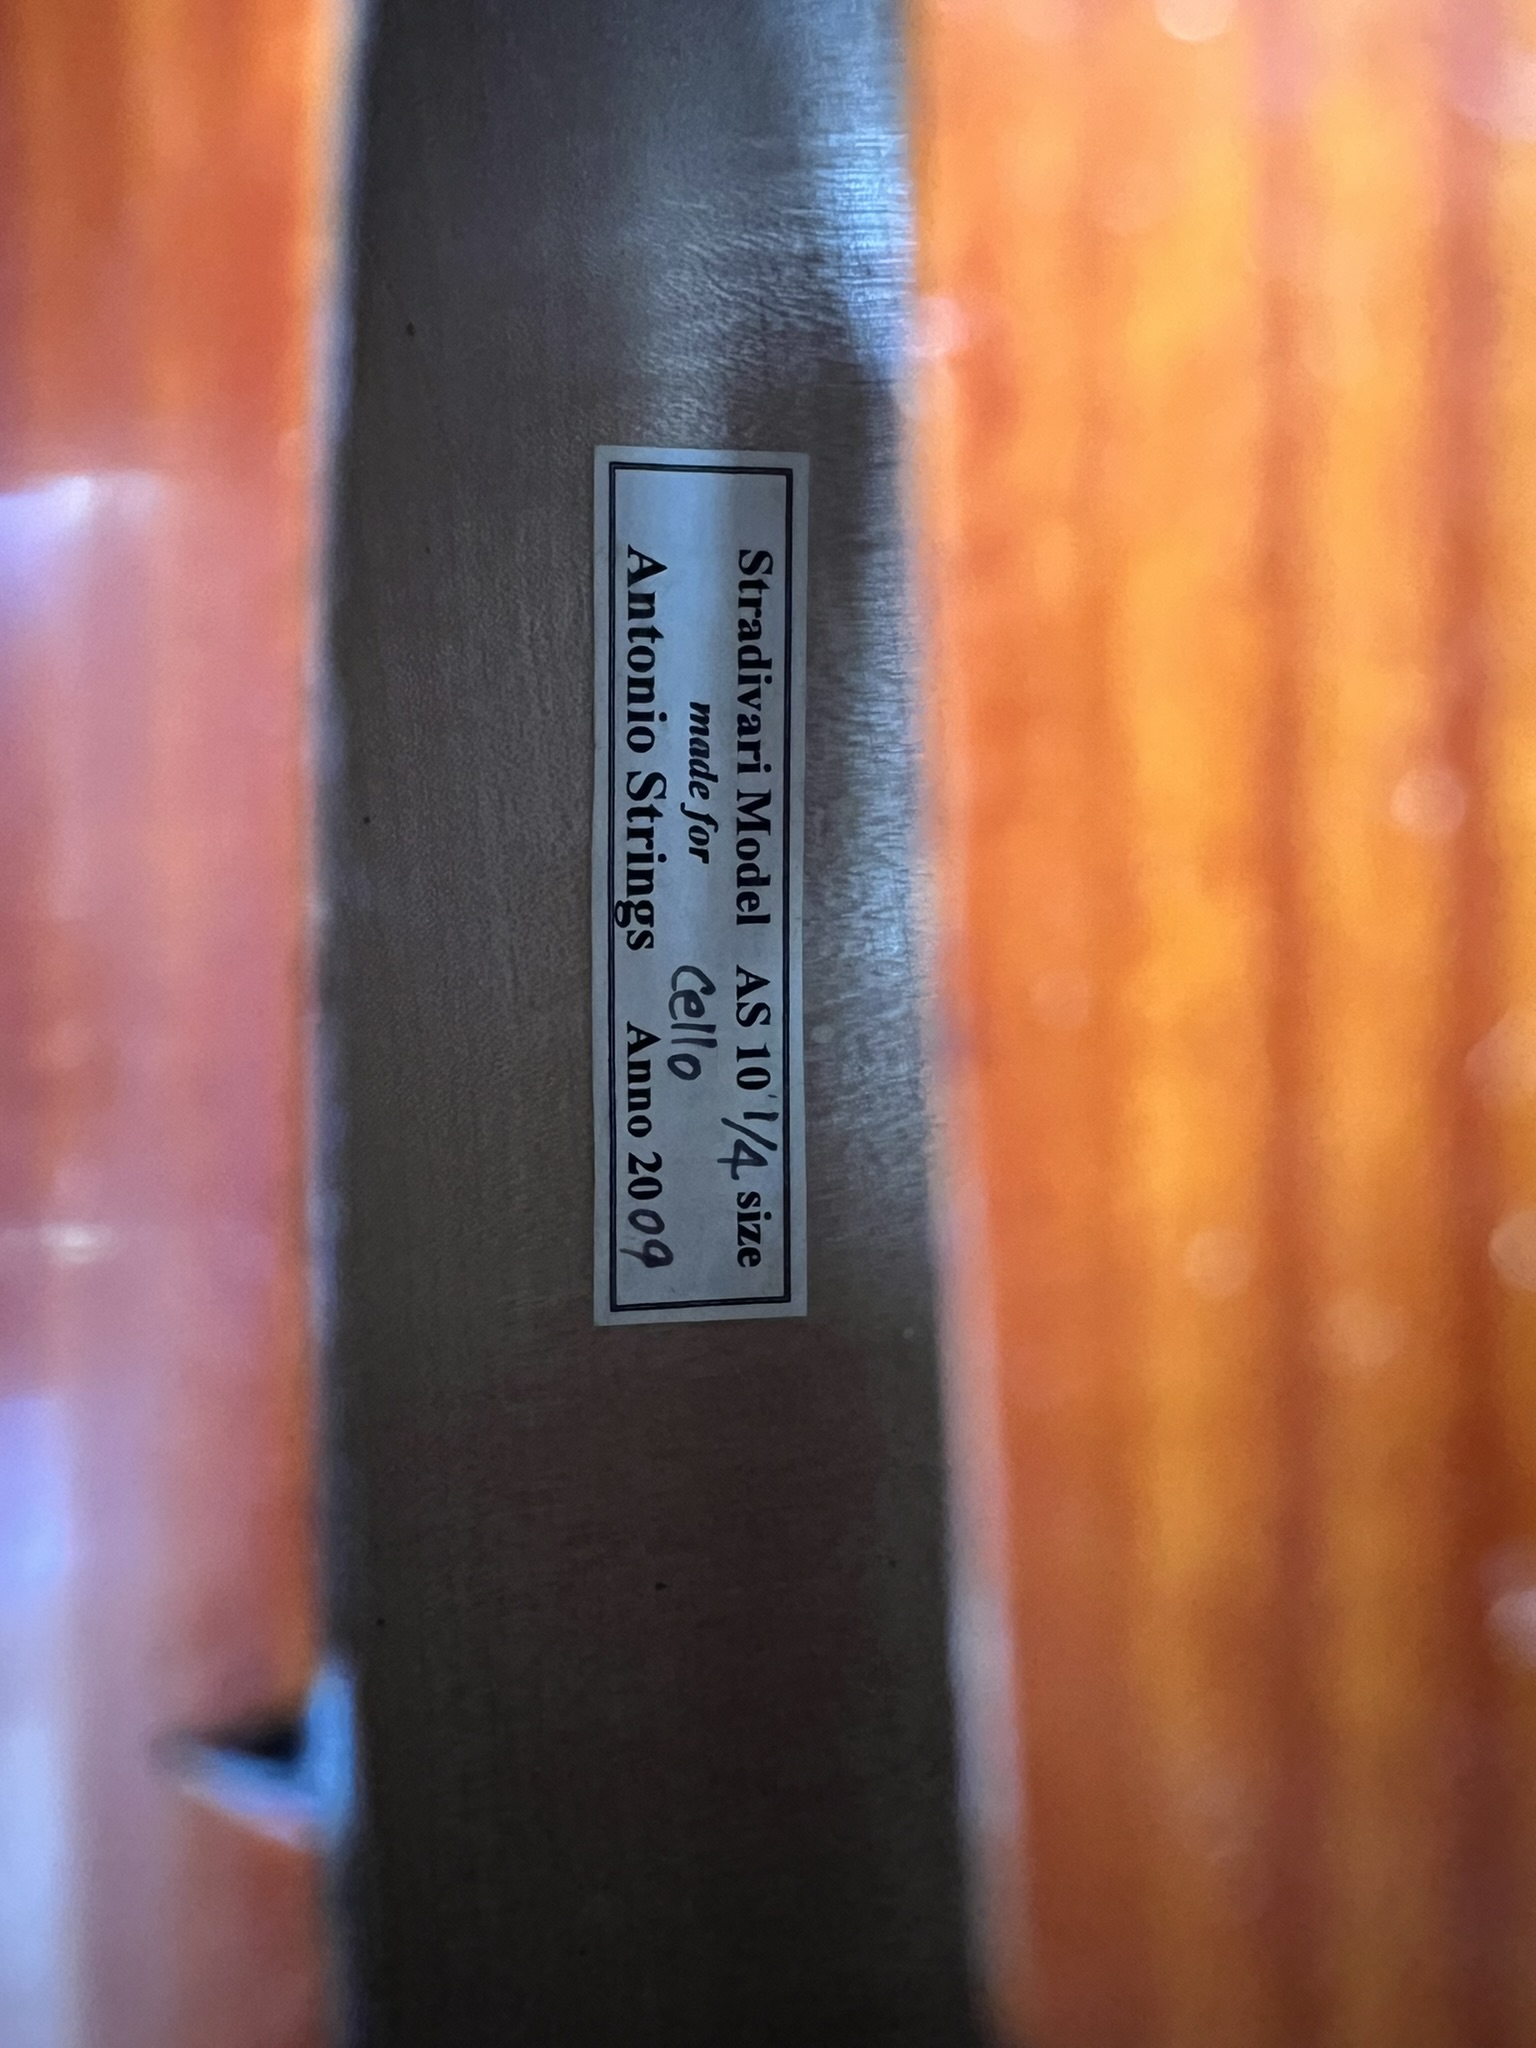 Stradivari Model AS 10 1/4 size
made for Cello
Antonio Strings Anno 2009